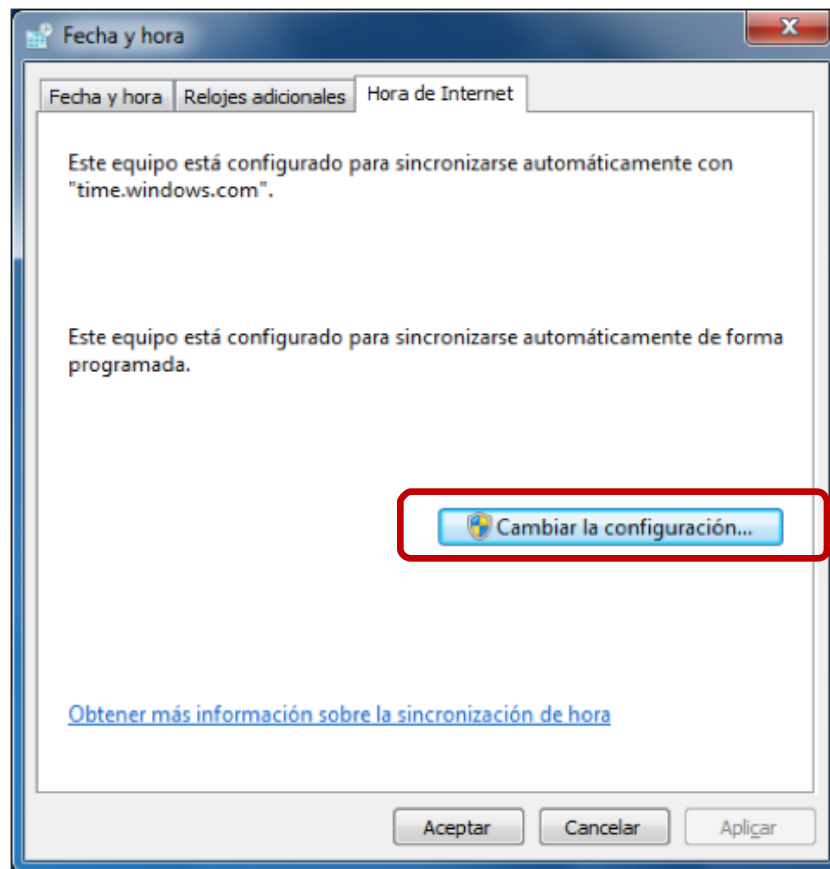 Fecha y hora
Fecha y hora
Relojes adicionales
Hora de Internet
Este equipo está configurado para sincronizarse automáticamente con
"time.windows.com".
Este equipo está configurado para sincronizarse automáticamente de forma
programada.
Cambiar la configuración...
Obtener más información sobre la sincronización de hora
Aceptar
Cancelar
Aplicar